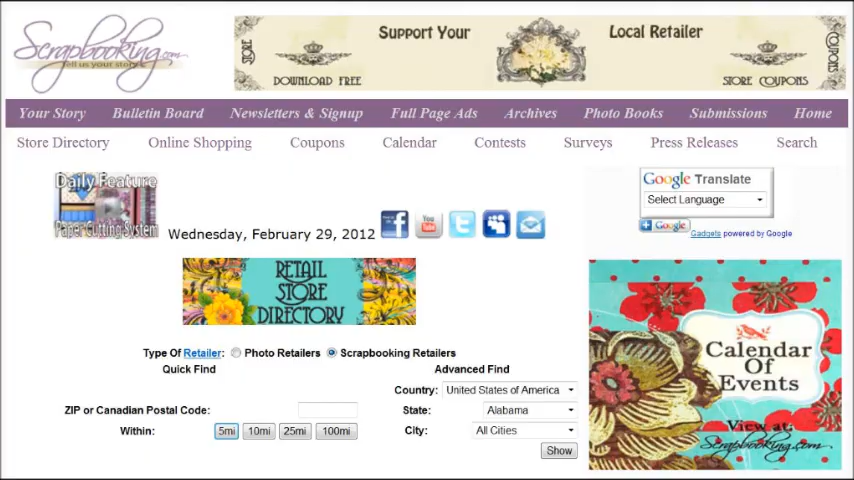 Scrapbooking.com
Tell us your story
Support Your
Local Retailer
STORE
DOWNLOAD FREE
STORE COUPONS
COUPONS
Your Story Bulletin Board Newsletters & Signup Full Page Ads Archives Photo Books Submissions Home
Store Directory Online Shopping Coupons Calendar Contests Surveys Press Releases Search
Daily Feature
Paper Cutting System
Wednesday, February 29, 2012
You
Tube
Google Translate
Select Language
Google
Gadgets powered by Google
RETAIL
STORE
DIRECTORY
Type Of Retailer: Photo Retailers Scrapbooking Retailers
Quick Find
Advanced Find
Country: United States of America
ZIP or Canadian Postal Code:
State: Alabama
Within: 5mi 10mi 25mi 100mi
City: All Cities
Show
Calendar
Of
Events
View at:
Scrapbooking.com